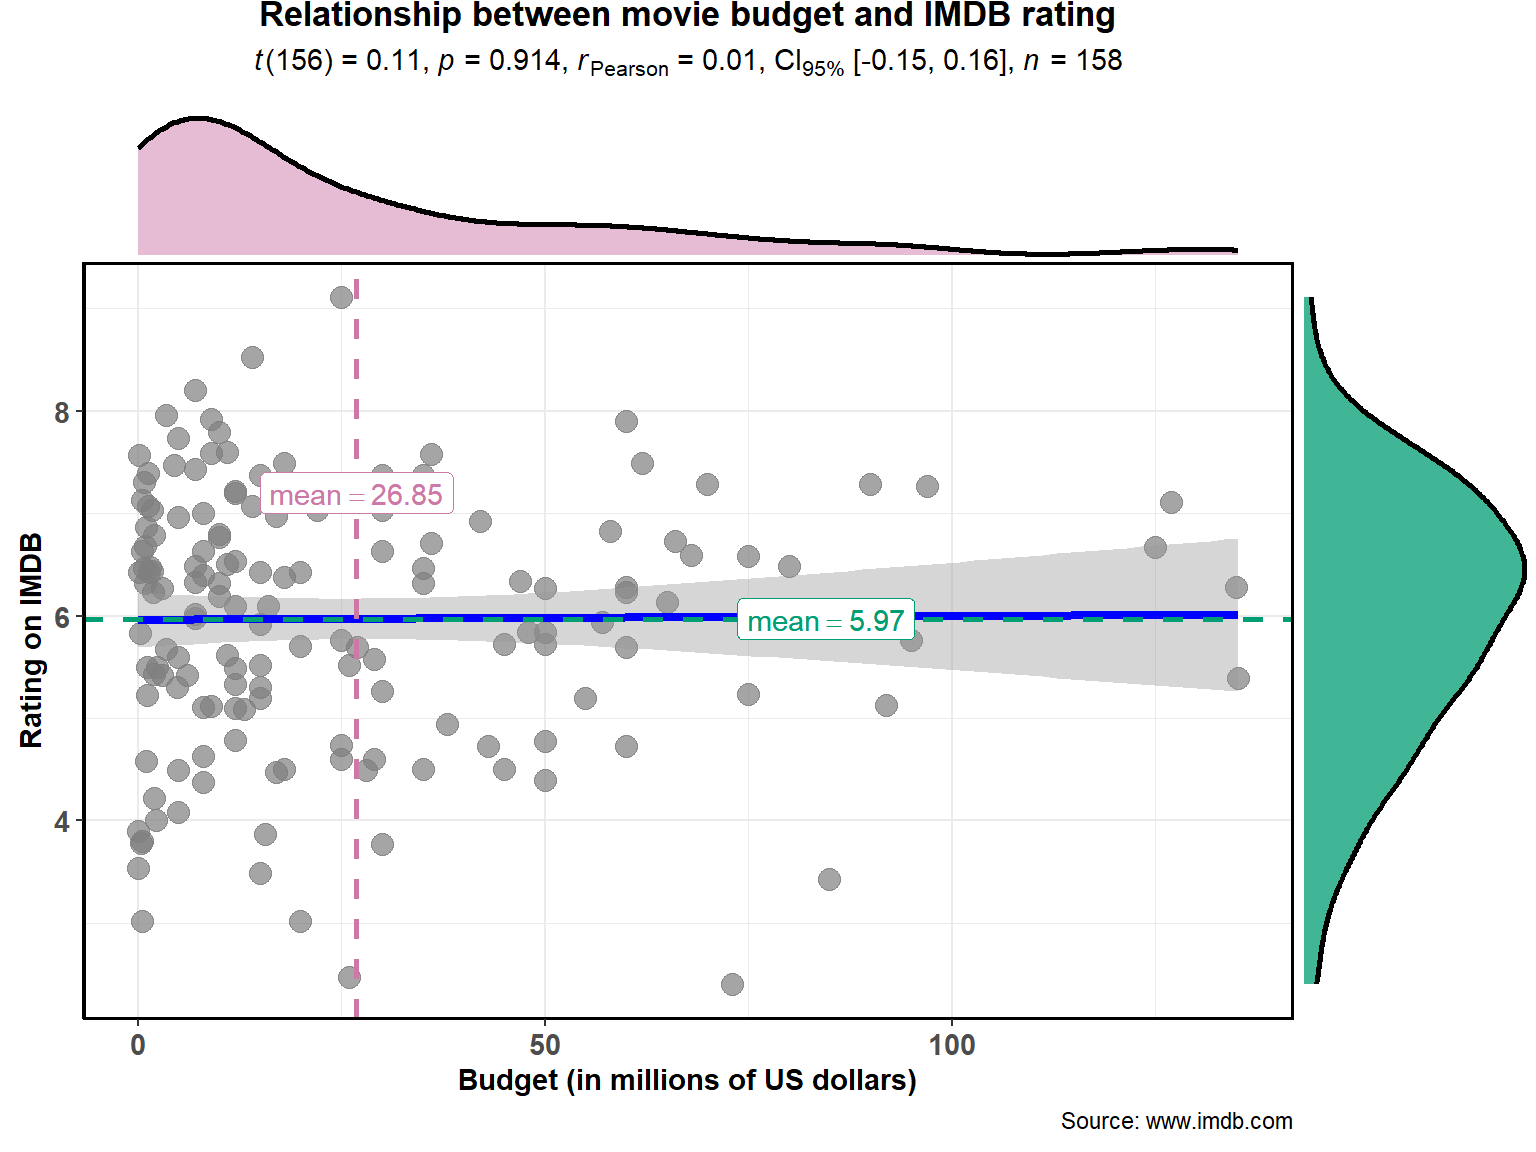 Relationship between movie budget and IMDB rating
t(156) = 0.11, p = 0.914, rPearson = 0.01, CI95% [-0.15, 0.16], n = 158
8
mean = 26.85
6
mean = 5.97
4
Rating on IMDB
0 50 100
Budget (in millions of US dollars)
Source: www.imdb.com